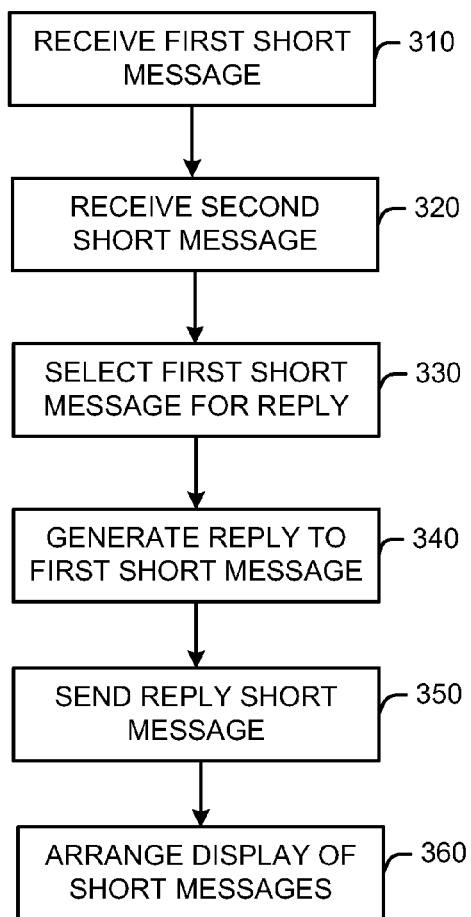 RECEIVE FIRST SHORT
MESSAGE
310
RECEIVE SECOND
SHORT MESSAGE
320
SELECT FIRST SHORT
MESSAGE FOR REPLY
330
GENERATE REPLY TO
FIRST SHORT MESSAGE
340
SEND REPLY SHORT
MESSAGE
350
ARRANGE DISPLAY OF
SHORT MESSAGES
360